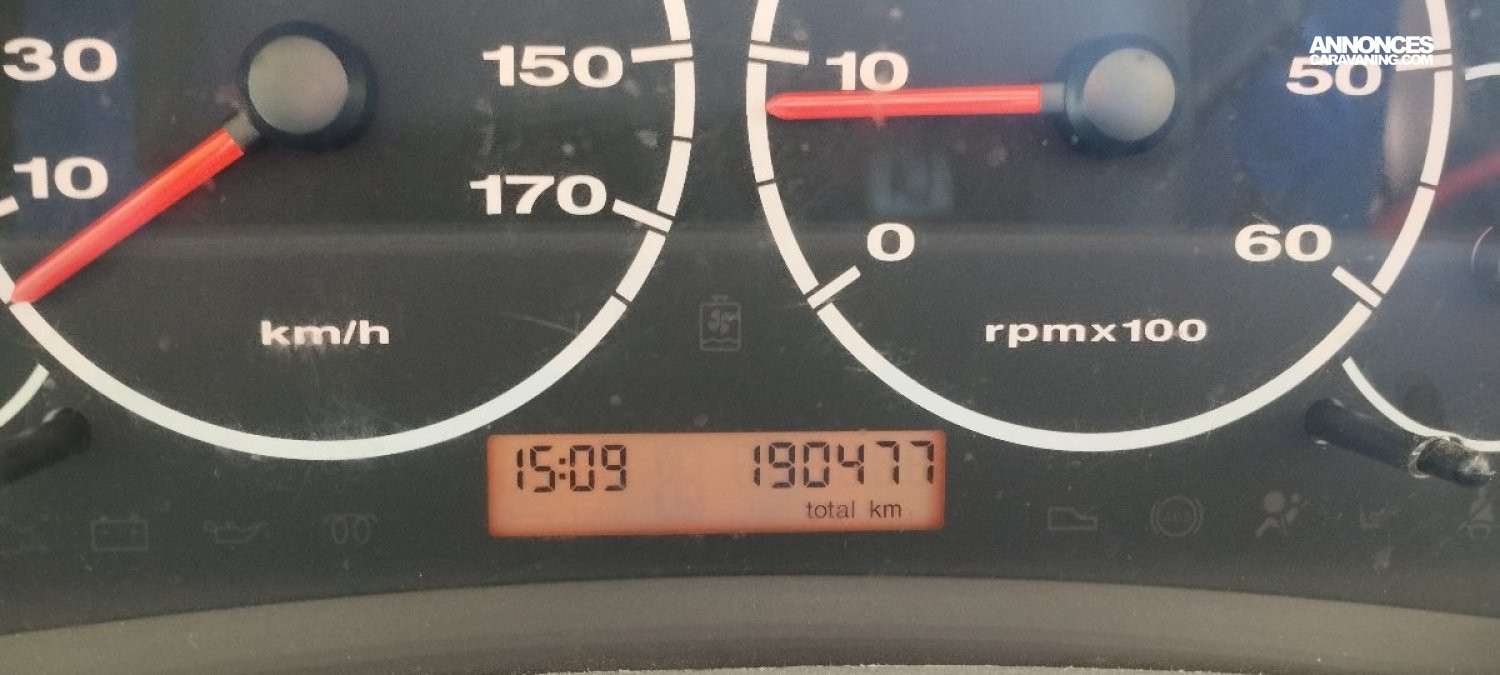 ANNONCES
CARAVANING.COM
30
150
10
50
10
170
0
60
km/h
rpmx100
15:09 190477
total km